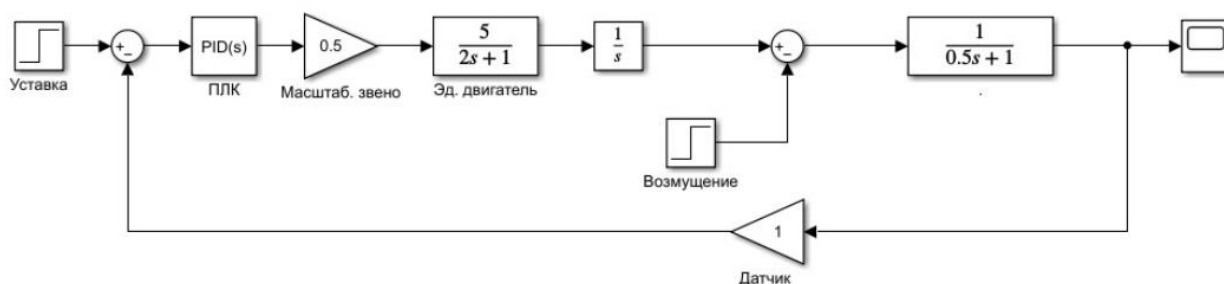 +
−
PID(s)
0.5
5
2s + 1
1
s
+
−
1
0.5s + 1
Уставка
ПЛК
Масштаб. звено
Эд. двигатель
.
Возмущение
1
Датчик